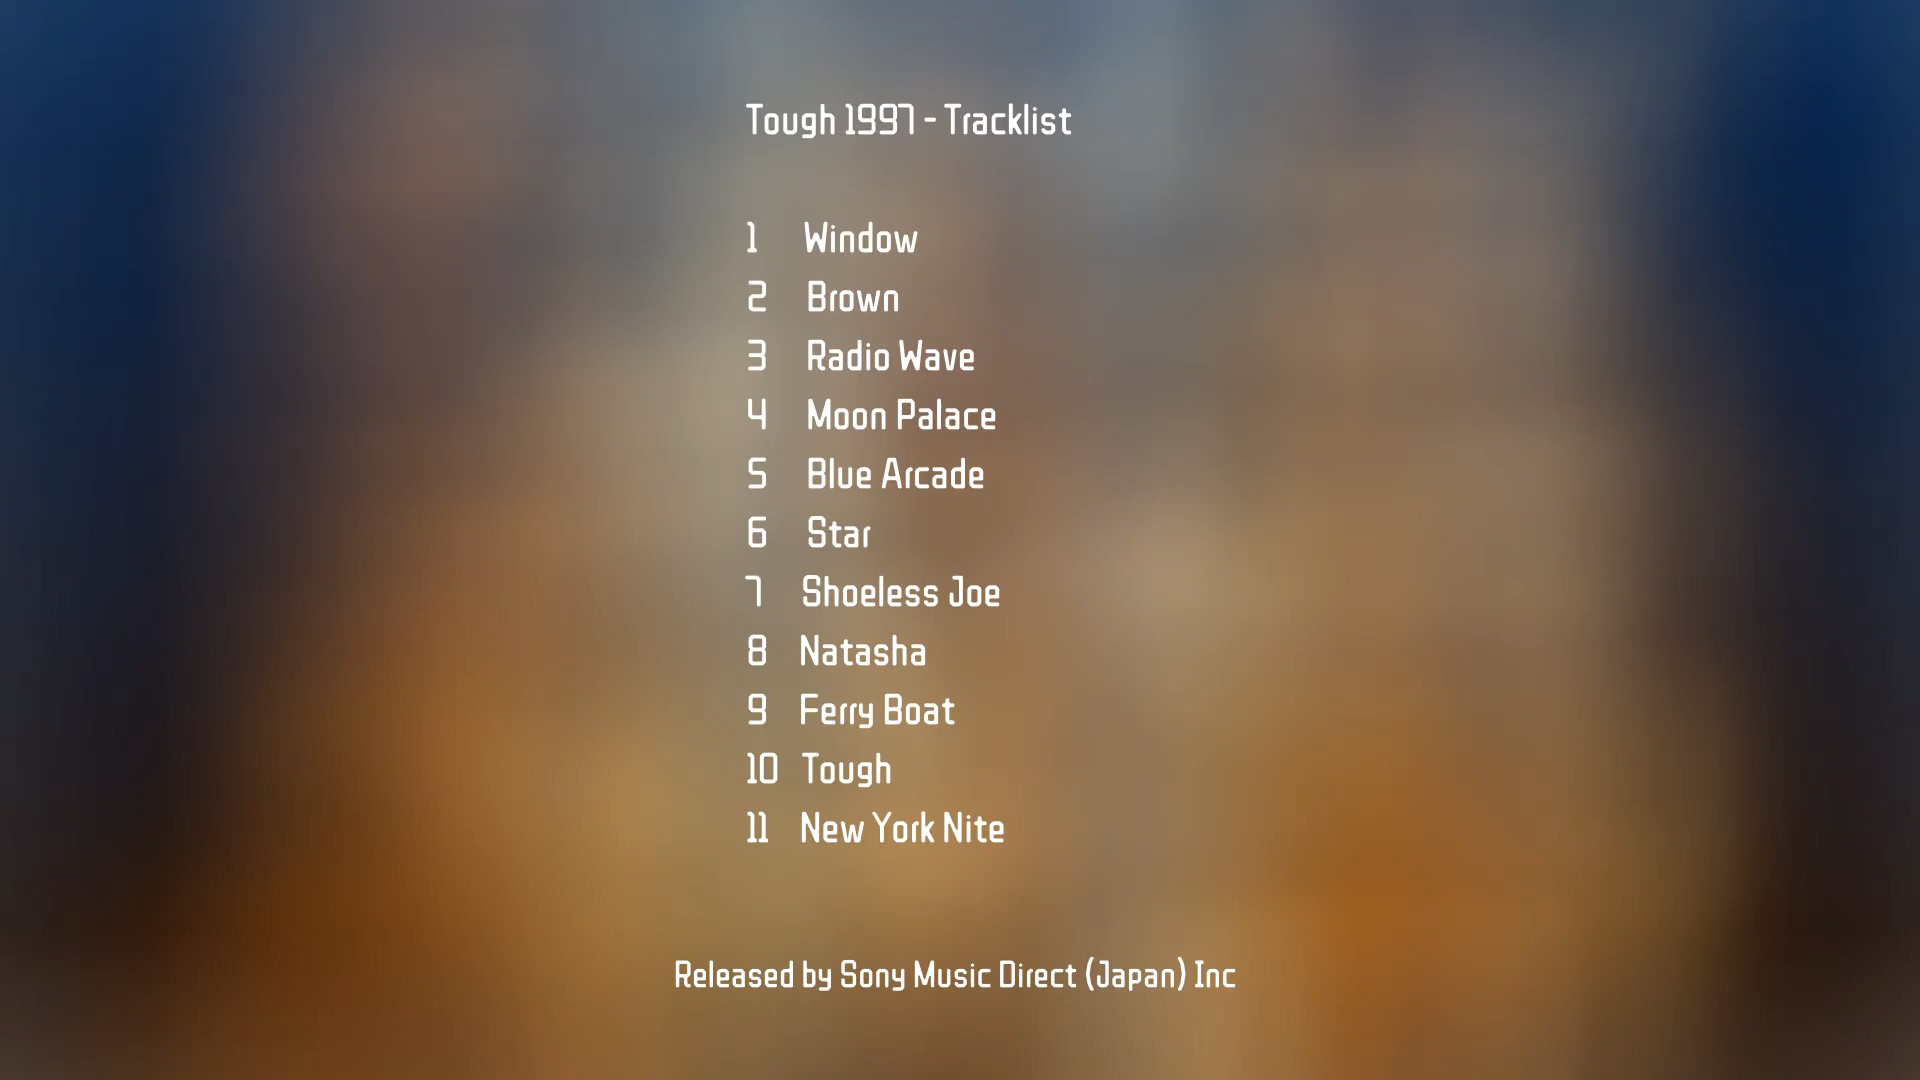 Tough 1997 - Tracklist
1 Window
2 Brown
3 Radio Wave
4 Moon Palace
5 Blue Arcade
6 Star
7 Shoeless Joe
8 Natasha
9 Ferry Boat
10 Tough
11 New York Nite
Released by Sony Music Direct (Japan) Inc